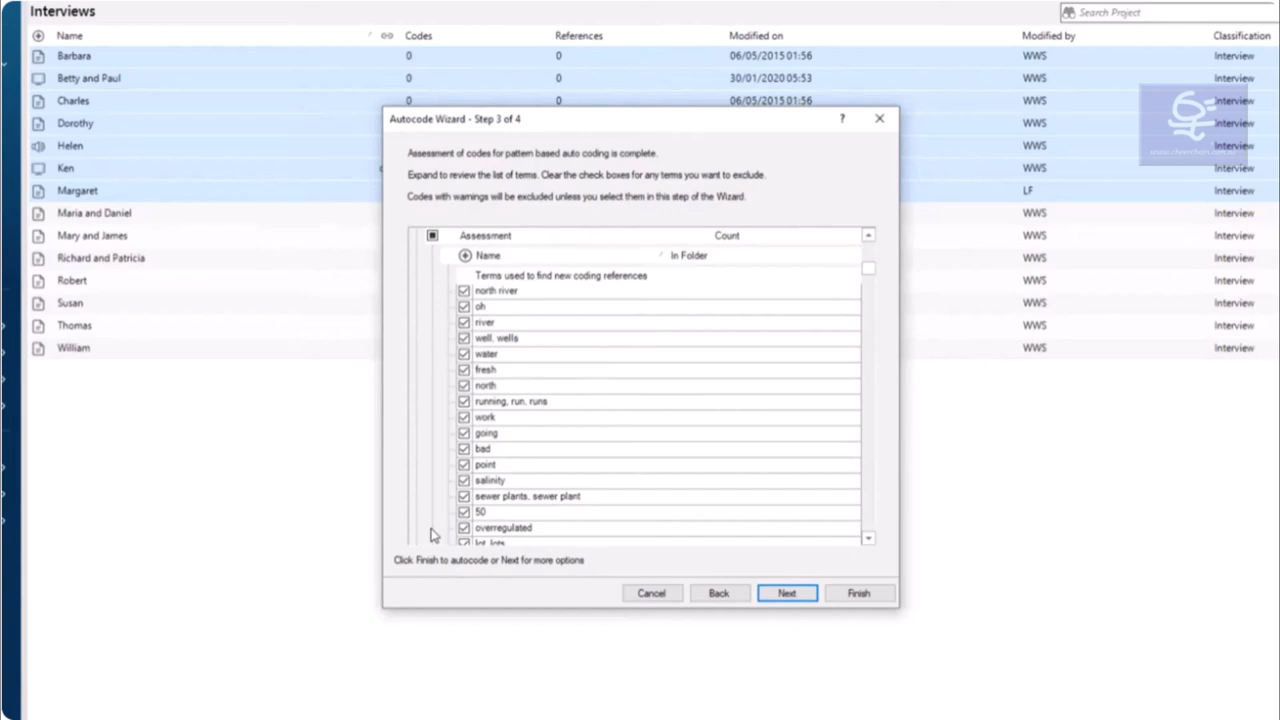 Interviews
Search Project
Name Codes References Modified on Modified by Classification
Barbara 0 0 06/05/2015 01:56 WWS Interview
Betty and Paul 0 0 30/01/2020 05:53 WWS Interview
Charles 0 0 06/05/2015 01:56 WWS Interview
Dorothy WWS Interview
Helen WWS Interview
Ken WWS Interview
Margaret LF Interview
Maria and Daniel WWS Interview
Mary and James WWS Interview
Richard and Patricia WWS Interview
Robert WWS Interview
Susan WWS Interview
Thomas WWS Interview
William WWS Interview
Autocode Wizard - Step 3 of 4
?
Assessment of codes for pattern based auto coding is complete.
Expand to review the list of terms. Clear the check boxes for any terms you want to exclude.
Codes with warnings will be excluded unless you select them in this step of the Wizard.
Assessment Count
Name In Folder
Terms used to find new coding references
north river
oh
river
well, wells
water
fresh
north
running, run, runs
work
going
bad
point
salinity
sewer plants, sewer plant
50
overregulated
lot, lots
Click Finish to autocode or Next for more options
Cancel Back Next Finish